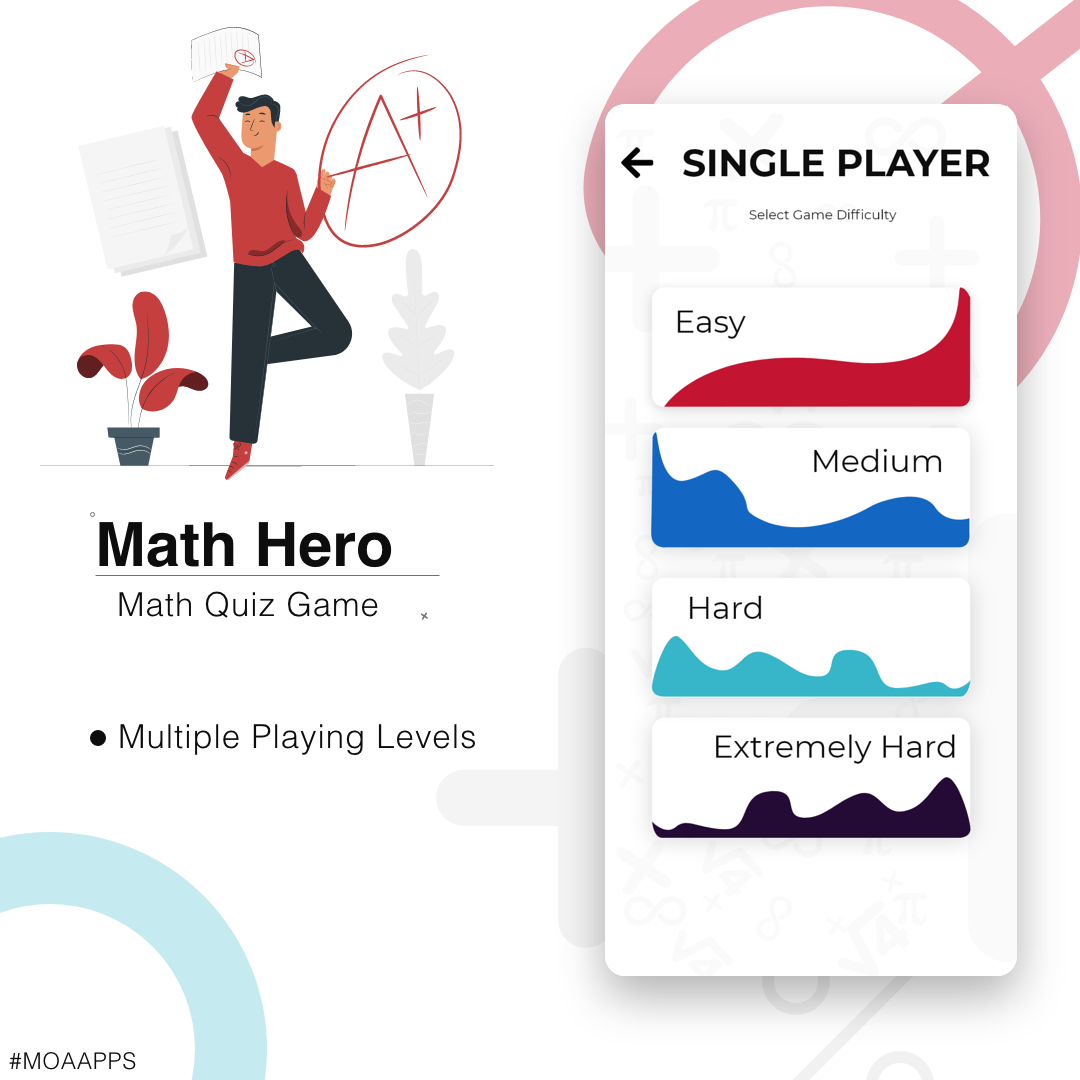 A+
Math Hero
Math Quiz Game
Multiple Playing Levels
#MOAAPPS
SINGLE PLAYER
Select Game Difficulty
Easy
Medium
Hard
Extremely Hard